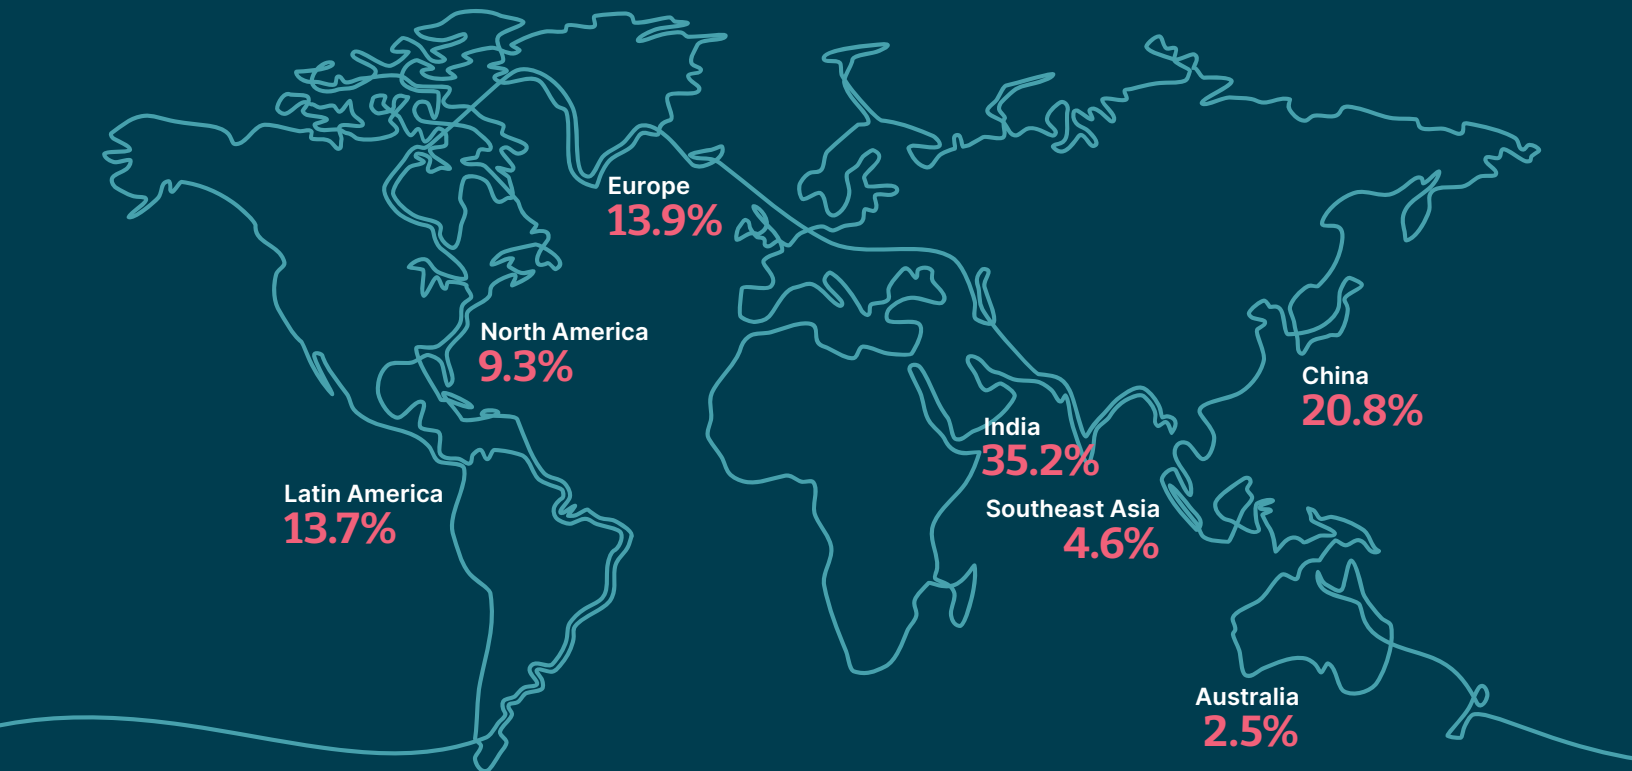 Europe
13.9%
North America
9.3%
China
20.8%
India
35.2%
Latin America
13.7%
Southeast Asia
4.6%
Australia
2.5%